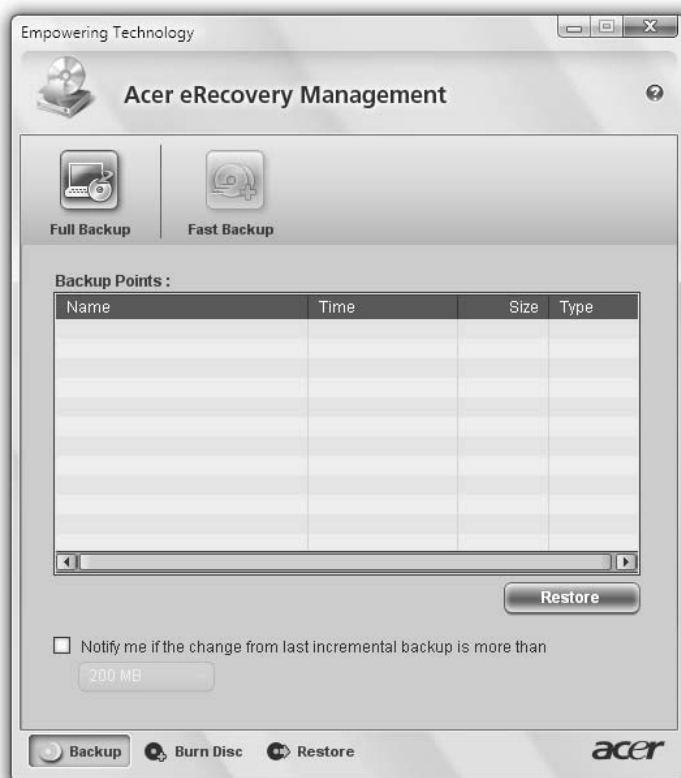 Empowering Technology
Acer eRecovery Management
Full Backup
Fast Backup
Backup Points :
Name Time Size Type
Restore
Notify me if the change from last incremental backup is more than
200 MB
Backup Burn Disc Restore acer